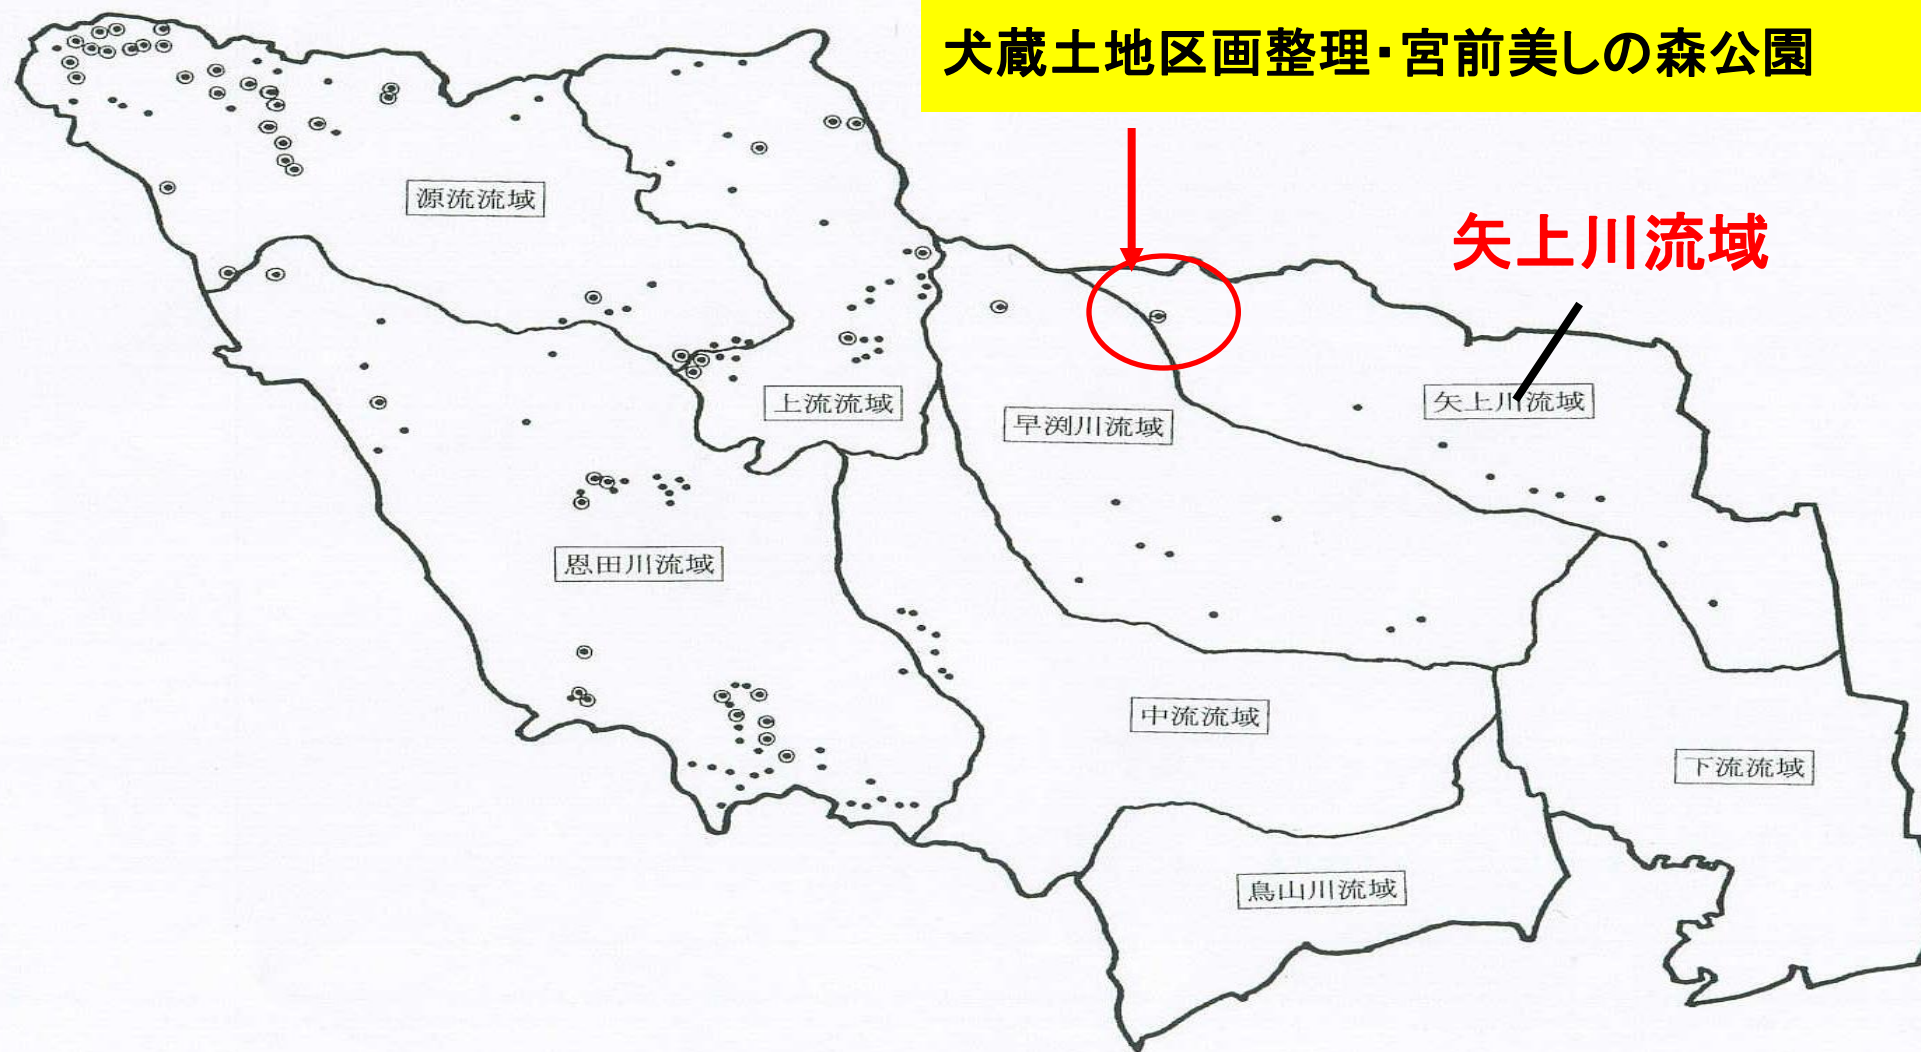 犬蔵土地区画整理・宮前美しの森公園
矢上川流域
源流流域
上流流域
早渕川流域
矢上川流域
恩田川流域
中流流域
下流流域
鳥山川流域